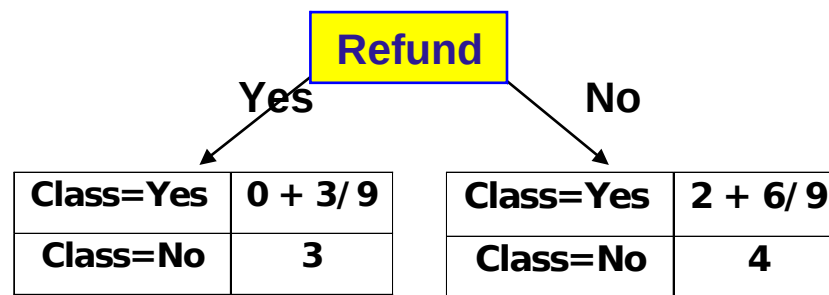 Refund
Yes No
Class=Yes 0 + 3/9 Class=Yes 2 + 6/9
Class=No 3 Class=No 4